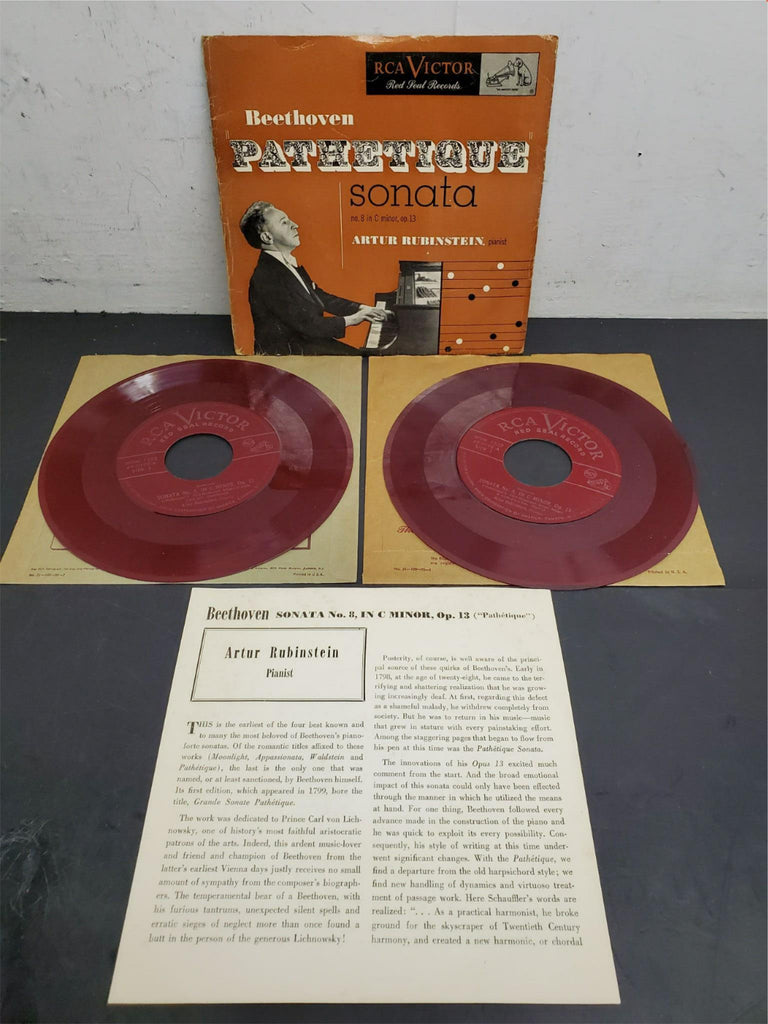 RCA VICTOR
Red Seal Records
Beethoven
"PATHETIQUE"
sonata
no. 8 in C minor, op. 13
ARTUR RUBINSTEIN, pianist
RCA VICTOR
RED SEAL RECORD
SONATA No. 8, IN C MINOR, Op. 13
Printed in U.S.A.
RCA VICTOR
RED SEAL RECORD
SONATA No. 8, IN C MINOR, Op. 13
Beethoven SONATA No. 8, IN C MINOR, Op. 13 ("Pathétique")
Artur Rubinstein
Pianist
THIS is the earliest of the four best known and
to many the most beloved of Beethoven's piano-
forte sonatas. Of the romantic titles affixed to these
works (Moonlight, Appassionata, Waldstein and
Pathétique), the last is the only one that was
named, or at least sanctioned, by Beethoven himself.
Its first edition, which appeared in 1799, bore the
title, Grande Sonate Pathétique.
The work was dedicated to Prince Carl von Lich-
nowsky, one of history's most faithful aristocratic
patrons of the arts. Indeed, this ardent music-lover
and friend and champion of Beethoven from the
latter's earliest Vienna days justly receives no small
amount of sympathy from the composer's biograph-
ers. The temperamental bear of a Beethoven, with
his furious tantrums, unexpected silent spells and
erratic sieges of neglect more than once found a
butt in the person of the generous Lichnowsky!
Posterity, of course, is well aware of the princi-
pal source of these quirks of Beethoven's. Early in
1798, at the age of twenty-eight, he came to the ter-
rifying and shattering realization that he was grow-
ing increasingly deaf. At first, regarding this defect
as a shameful malady, he withdrew completely from
society. But he was to return in his music—music
that grew in stature with every painstaking effort.
Among the staggering pages that began to flow from
his pen at this time was the Pathétique Sonata.
The innovations of his Opus 13 excited much
comment from the start. And the broad emotional
impact of this sonata could only have been effected
through the manner in which he utilized the means
at hand. For one thing, Beethoven followed every
advance made in the construction of the piano and
he was quick to exploit its every possibility. Con-
sequently, his style of writing at this time under-
went significant changes. With the Pathétique, we
find a departure from the old harpsichord style; we
find new handling of dynamics and virtuoso treat-
ment of passage work. Here Schauffler's words are
realized: ". . . As a practical harmonist, he broke
ground for the skyscraper of Twentieth Century
harmony, and created a new harmonic, or chordal